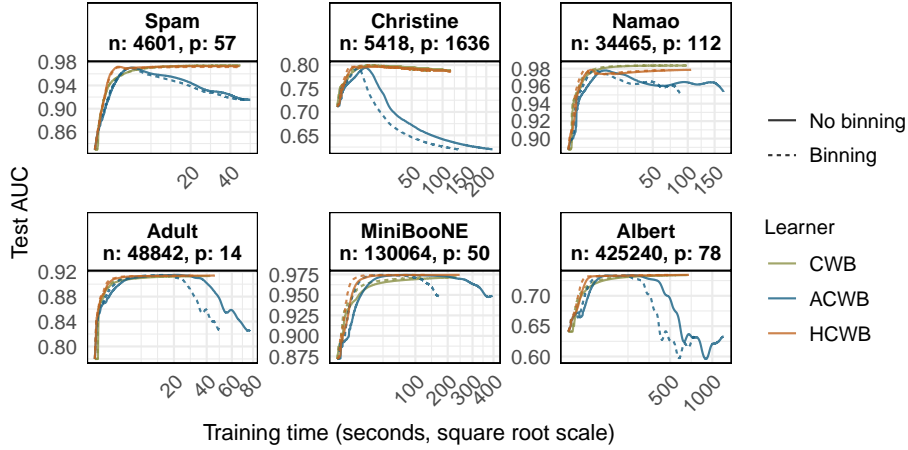 Spam
n: 4601, p: 57
Christine
n: 5418, p: 1636
Namao
n: 34465, p: 112
0.98
0.94
0.90
0.86
20
40
0.80
0.75
0.70
0.65
50
100
150
200
0.98
0.96
0.94
0.92
0.90
50
100
150
No binning
Binning
Test AUC
Adult
n: 48842, p: 14
MiniBooNE
n: 130064, p: 50
Albert
n: 425240, p: 78
0.92
0.88
0.84
0.80
20
40
60
80
0.975
0.950
0.925
0.900
0.875
100
200
300
400
0.70
0.65
0.60
500
1000
Learner
CWB
ACWB
HCWB
Training time (seconds, square root scale)